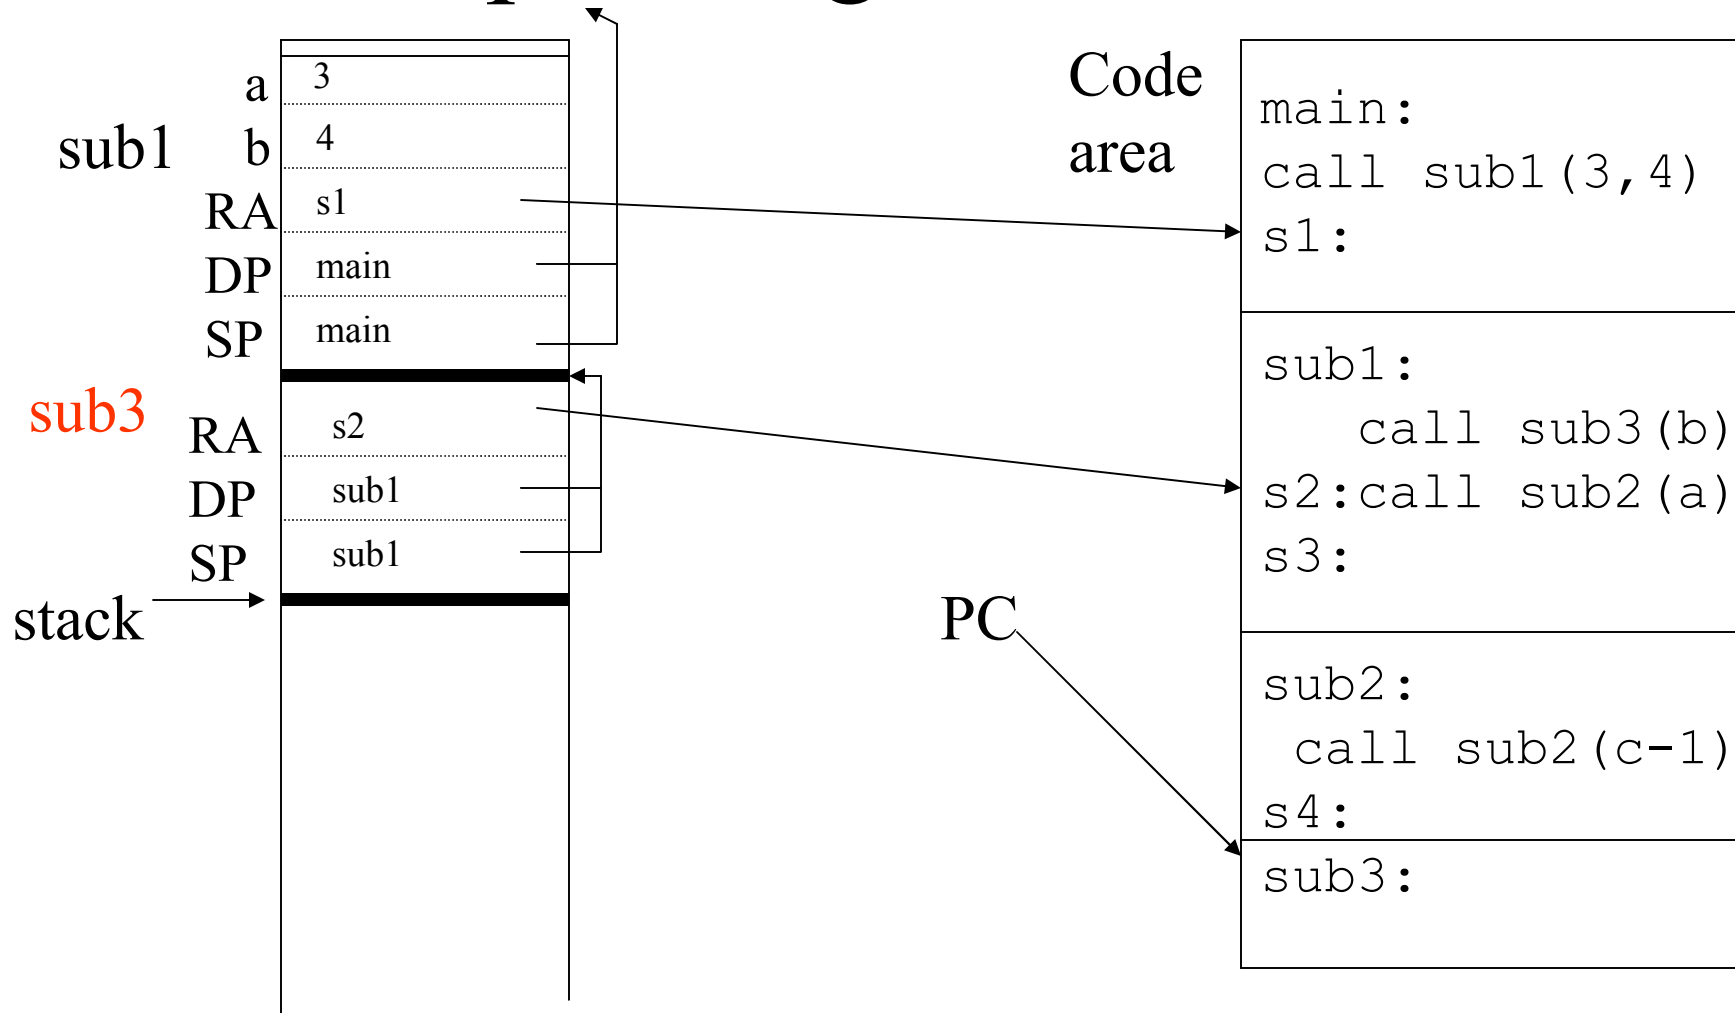 a 3
sub1 b 4
RA s1
DP main
SP main
sub3
RA s2
DP sub1
SP sub1
stack
Code
area
PC
main:
call sub1(3,4)
s1:
sub1:
call sub3(b)
s2:call sub2(a)
s3:
sub2:
call sub2(c-1)
s4:
sub3: